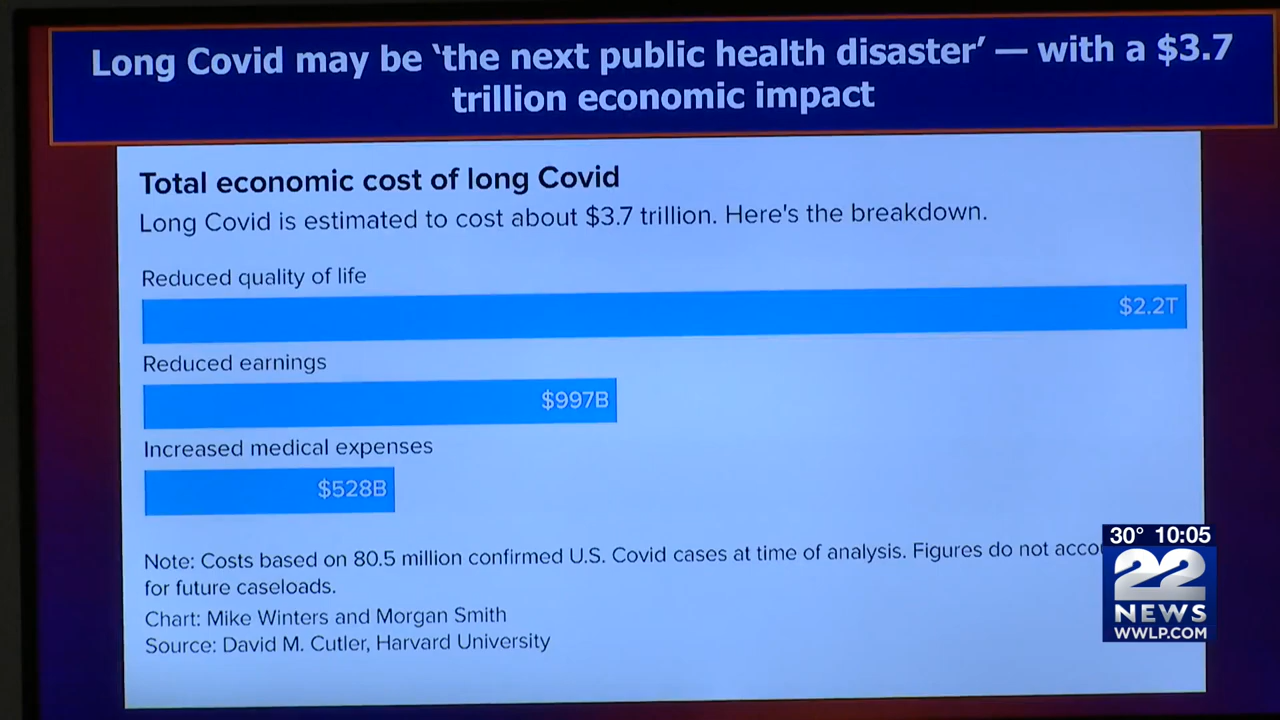 Long Covid may be ‘the next public health disaster’ — with a $3.7
trillion economic impact
Total economic cost of long Covid
Long Covid is estimated to cost about $3.7 trillion. Here's the breakdown.
Reduced quality of life
$2.2T
Reduced earnings
$997B
Increased medical expenses
$528B
Note: Costs based on 80.5 million confirmed U.S. Covid cases at time of analysis. Figures do not
for future caseloads.
Chart: Mike Winters and Morgan Smith
Source: David M. Cutler, Harvard University
30° 10:05
22
NEWS
WWLP.COM